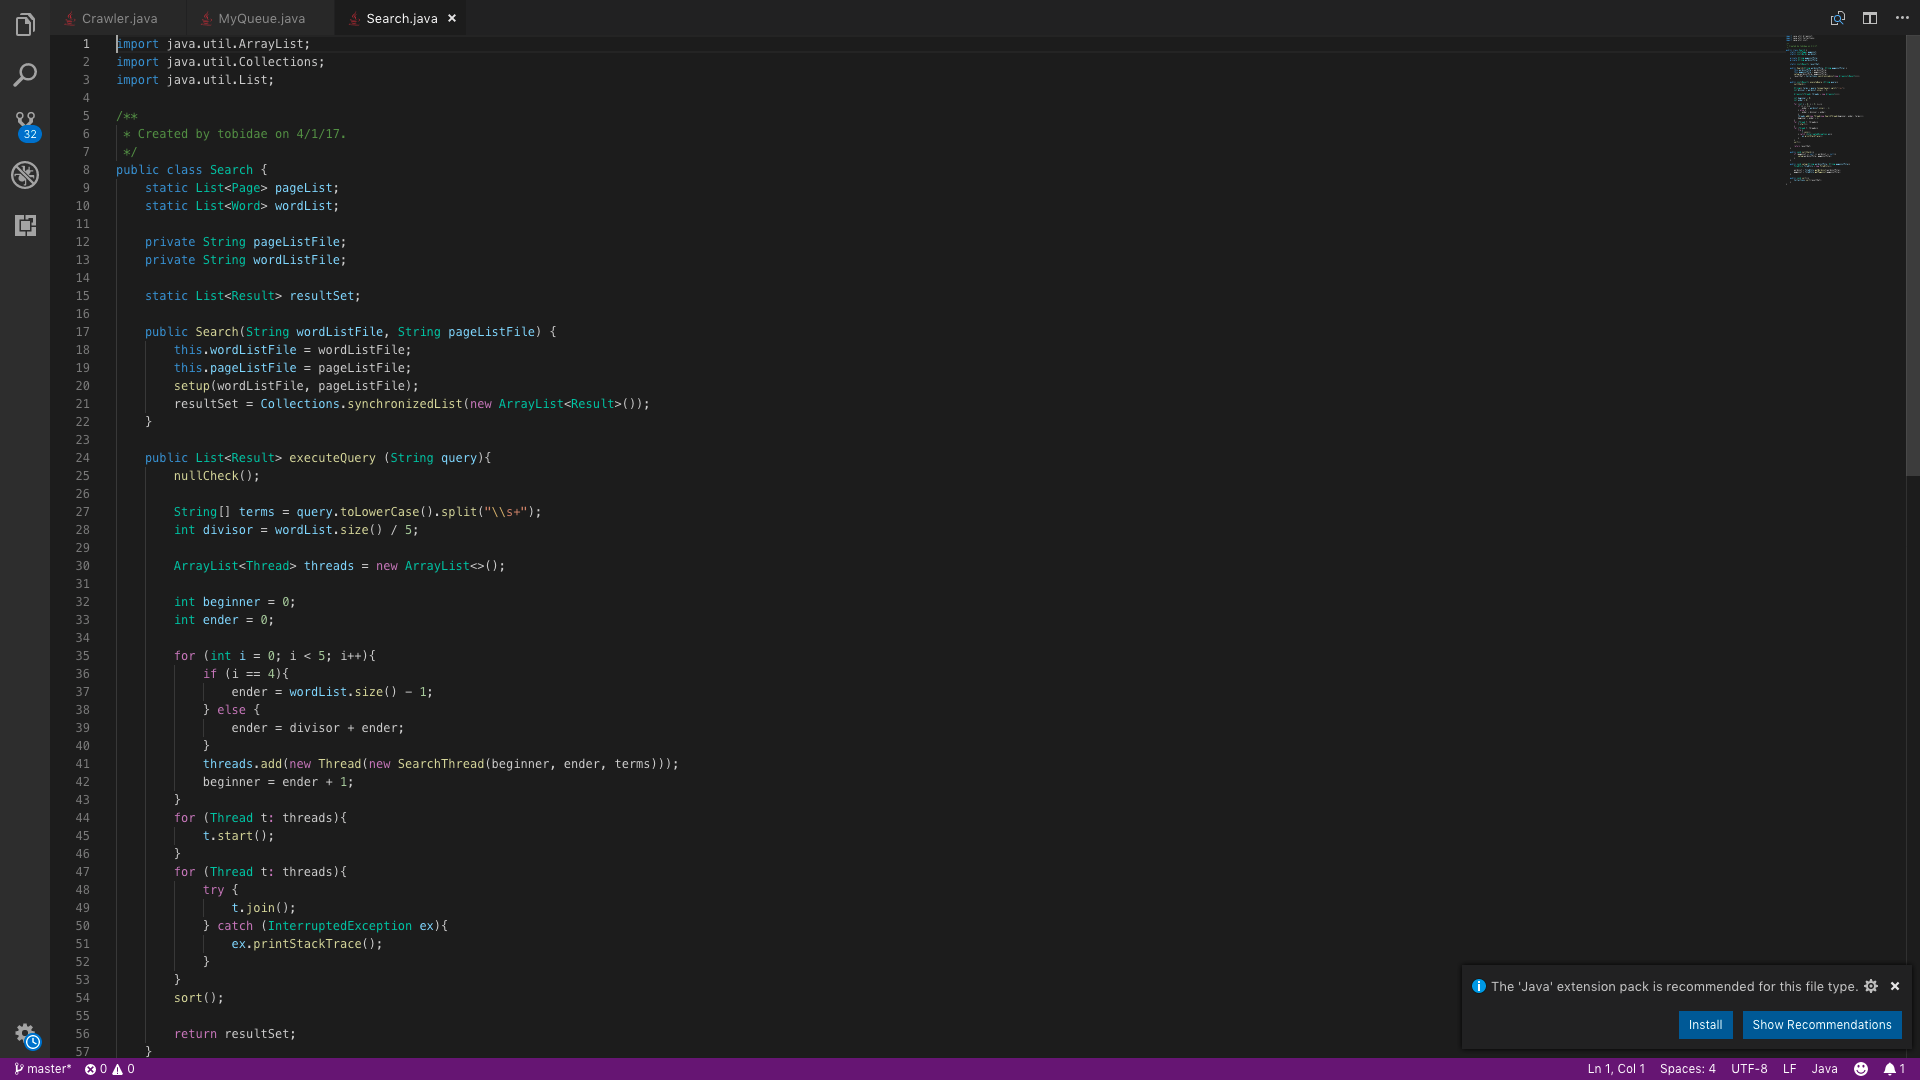 Crawler.java
MyQueue.java
Search.java
1 import java.util.ArrayList;
2 import java.util.Collections;
3 import java.util.List;
4
5 /**
6 * Created by tobidae on 4/1/17.
7 */
8 public class Search {
9 static List<Page> pageList;
10 static List<Word> wordList;
11
12 private String pageListFile;
13 private String wordListFile;
14
15 static List<Result> resultSet;
16
17 public Search(String wordListFile, String pageListFile) {
18 this.wordListFile = wordListFile;
19 this.pageListFile = pageListFile;
20 setup(wordListFile, pageListFile);
21 resultSet = Collections.synchronizedList(new ArrayList<Result>());
22 }
23
24 public List<Result> executeQuery (String query){
25 nullCheck();
26
27 String[] terms = query.toLowerCase().split("\\s+");
28 int divisor = wordList.size() / 5;
29
30 ArrayList<Thread> threads = new ArrayList<>();
31
32 int beginner = 0;
33 int ender = 0;
34
35 for (int i = 0; i < 5; i++){
36 if (i == 4){
37 ender = wordList.size() - 1;
38 } else {
39 ender = divisor + ender;
40 }
41 threads.add(new Thread(new SearchThread(beginner, ender, terms)));
42 beginner = ender + 1;
43 }
44 for (Thread t: threads){
45 t.start();
46 }
47 for (Thread t: threads){
48 try {
49 t.join();
50 } catch (InterruptedException ex){
51 ex.printStackTrace();
52 }
53 }
54 sort();
55
56 return resultSet;
57 }
32
The 'Java' extension pack is recommended for this file type.
Install Show Recommendations
master* 0 0 Ln 1, Col 1 Spaces: 4 UTF-8 LF Java 1